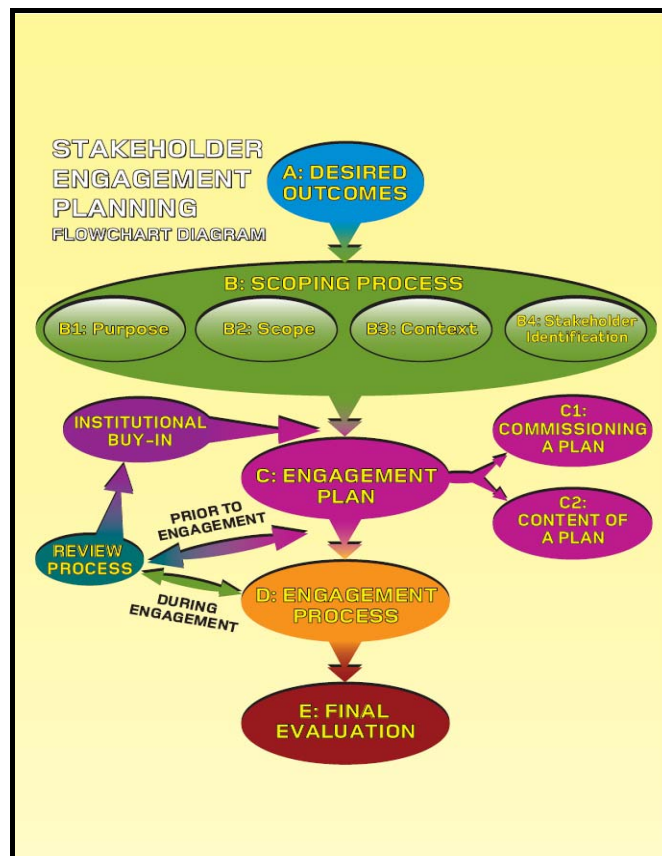 STAKEHOLDER
ENGAGEMENT
PLANNING
FLOWCHART DIAGRAM
A: DESIRED
OUTCOMES
B: SCOPING PROCESS
B1: Purpose
B2: Scope
B3: Context
B4: Stakeholder
Identification
INSTITUTIONAL
BUY-IN
C: ENGAGEMENT
PLAN
C1:
COMMISSIONING
A PLAN
C2:
CONTENT OF
A PLAN
PRIOR TO
ENGAGEMENT
REVIEW
PROCESS
DURING
ENGAGEMENT
D: ENGAGEMENT
PROCESS
E: FINAL
EVALUATION